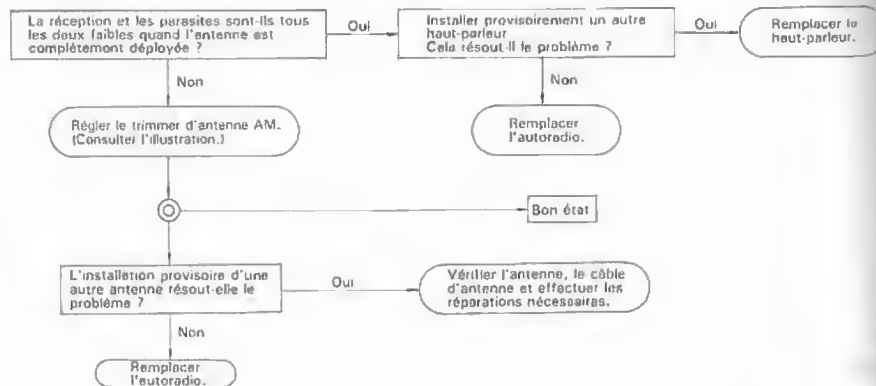 La réception et les parasites sont-ils tous
les deux faibles quand l'antenne est
complètement déployée ?
Oui
Installer provisoirement un autre
haut-parleur
Cela résout-il le problème ?
Oui
Remplacer le
haut-parleur.
Non
Non
Régler le trimmer d'antenne AM.
(Consulter l'illustration.)
Remplacer
l'autoradio.
Bon état
L'installation provisoire d'une
autre antenne résout-elle le
problème ?
Oui
Vérifier l'antenne, le câble
d'antenne et effectuer les
réparations nécessaires.
Non
Remplacer
l'autoradio.